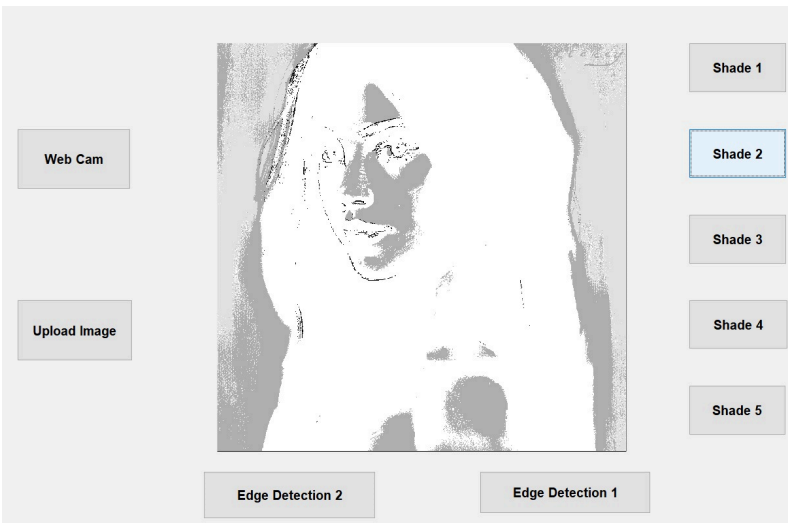 Shade 1
Web Cam
Shade 2
Shade 3
Upload Image
Shade 4
Shade 5
Edge Detection 2
Edge Detection 1